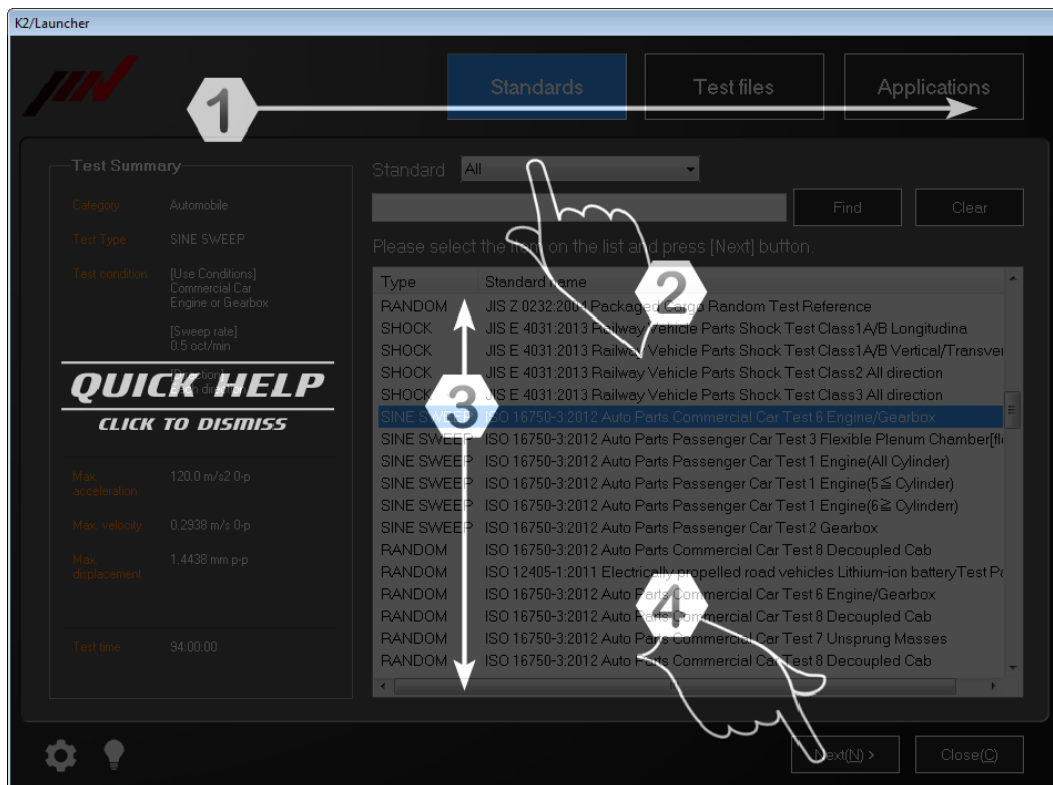 K2/Launcher
1
Standards
Test files
Applications
Test Summary
Category Automobile
Test Type SINE SWEEP
Test condition [Use Conditions]
Commercial Car
Engine or Gearbox
[Sweep rate]
0.5 oct/min
[Direction]
Each direction
QUICK HELP
CLICK TO DISMISS
Max. acceleration 120.0 m/s2 0-p
Max. velocity 0.2938 m/s 0-p
Max. displacement 1.4438 mm p-p
Test time 94:00:00
Standard All
Find
Clear
Please select the item on the list and press [Next] button.
2
Type Standard name
RANDOM JIS Z 0232:2004 Packaged Cargo Random Test Reference
SHOCK JIS E 4031:2013 Railway Vehicle Parts Shock Test Class1A/B Longitudina
SHOCK JIS E 4031:2013 Railway Vehicle Parts Shock Test Class1A/B Vertical/Transver
SHOCK JIS E 4031:2013 Railway Vehicle Parts Shock Test Class2 All direction
SHOCK JIS E 4031:2013 Railway Vehicle Parts Shock Test Class3 All direction
3
SINE SWEEP ISO 16750-3:2012 Auto Parts Commercial Car Test 6 Engine/Gearbox
SINE SWEEP ISO 16750-3:2012 Auto Parts Passenger Car Test 3 Flexible Plenum Chamber[fl
SINE SWEEP ISO 16750-3:2012 Auto Parts Passenger Car Test 1 Engine(All Cylinder)
SINE SWEEP ISO 16750-3:2012 Auto Parts Passenger Car Test 1 Engine(5≦ Cylinder)
SINE SWEEP ISO 16750-3:2012 Auto Parts Passenger Car Test 1 Engine(6≧ Cylinderr)
SINE SWEEP ISO 16750-3:2012 Auto Parts Passenger Car Test 2 Gearbox
RANDOM ISO 16750-3:2012 Auto Parts Commercial Car Test 8 Decoupled Cab
RANDOM ISO 12405-1:2011 Electrically propelled road vehicles Lithium-ion batteryTest
RANDOM ISO 16750-3:2012 Auto Parts Commercial Car Test 6 Engine/Gearbox
4
RANDOM ISO 16750-3:2012 Auto Parts Commercial Car Test 8 Decoupled Cab
RANDOM ISO 16750-3:2012 Auto Parts Commercial Car Test 7 Unsprung Masses
RANDOM ISO 16750-3:2012 Auto Parts Commercial Car Test 8 Decoupled Cab
Next(N) >
Close(C)